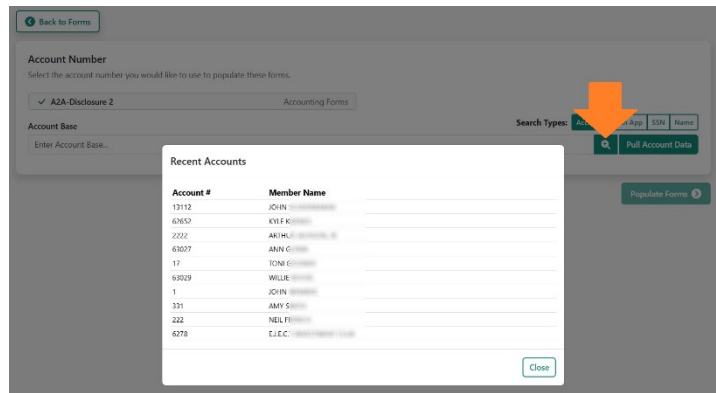 Back to Forms
Account Number
Select the account number you would like to use to populate these forms.
A2A-Disclosure 2 Accounting Forms
Account Base
Search Types: App SSN Name
Enter Account Base...
Pull Account Data
Populate Forms
Recent Accounts
Account # Member Name
13112 JOHN
62652 KYLE K
2222 ARTHU
63027 ANN G
17 TONI
63029 WILLIE
1 JOHN
331 AMY S
222 NEIL F
6278 E.J.E.C.
Close